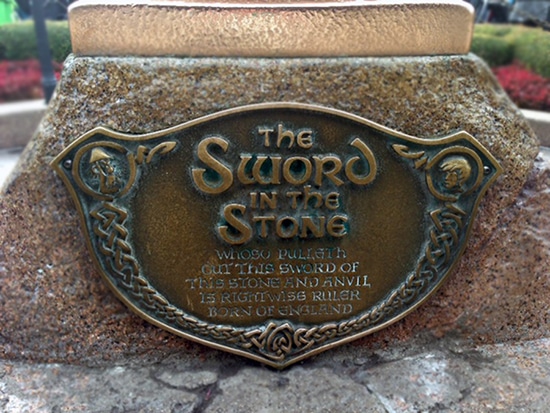 THE
SWORD
IN THE
STONE
WHOSO PULLETH
OUT THIS SWORD OF
THIS STONE AND ANVIL
IS RIGHTWISE RULER
BORN OF ENGLAND